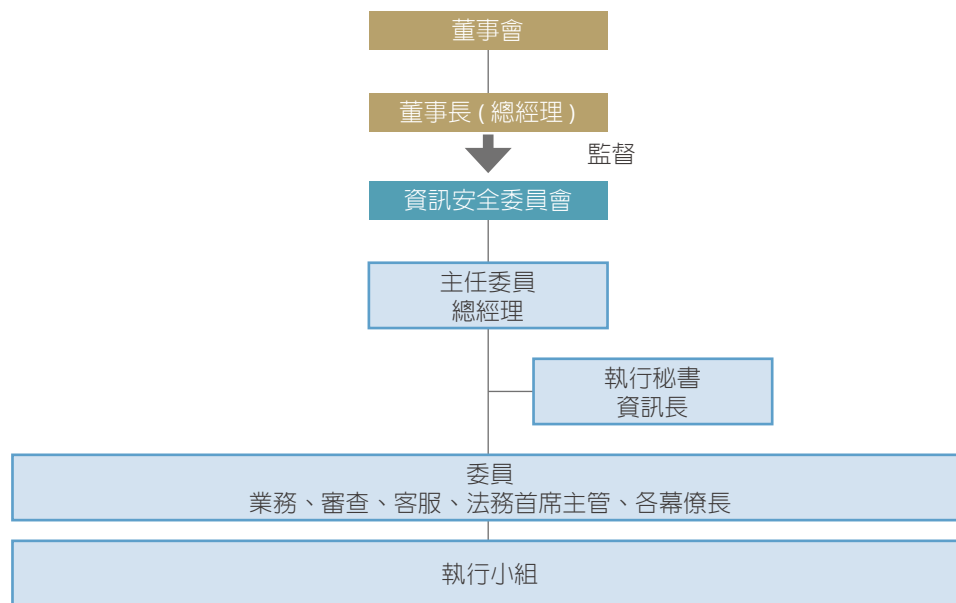 董事會
董事長 ( 總經理 )
監督
資訊安全委員會
主任委員
總經理
執行秘書
資訊長
委員
業務、審查、客服、法務首席主管、各幕僚長
執行小組